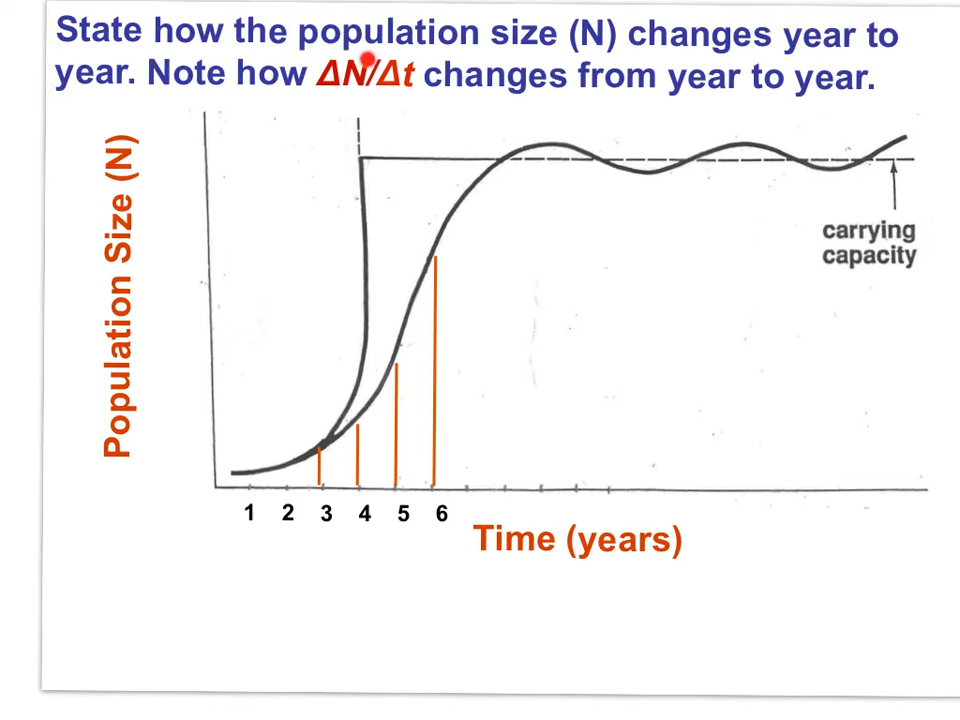 State how the population size (N) changes year to
year. Note how ΔN/Δt changes from year to year.
Population Size (N)
carrying
capacity
1 2 3 4 5 6
Time (years)